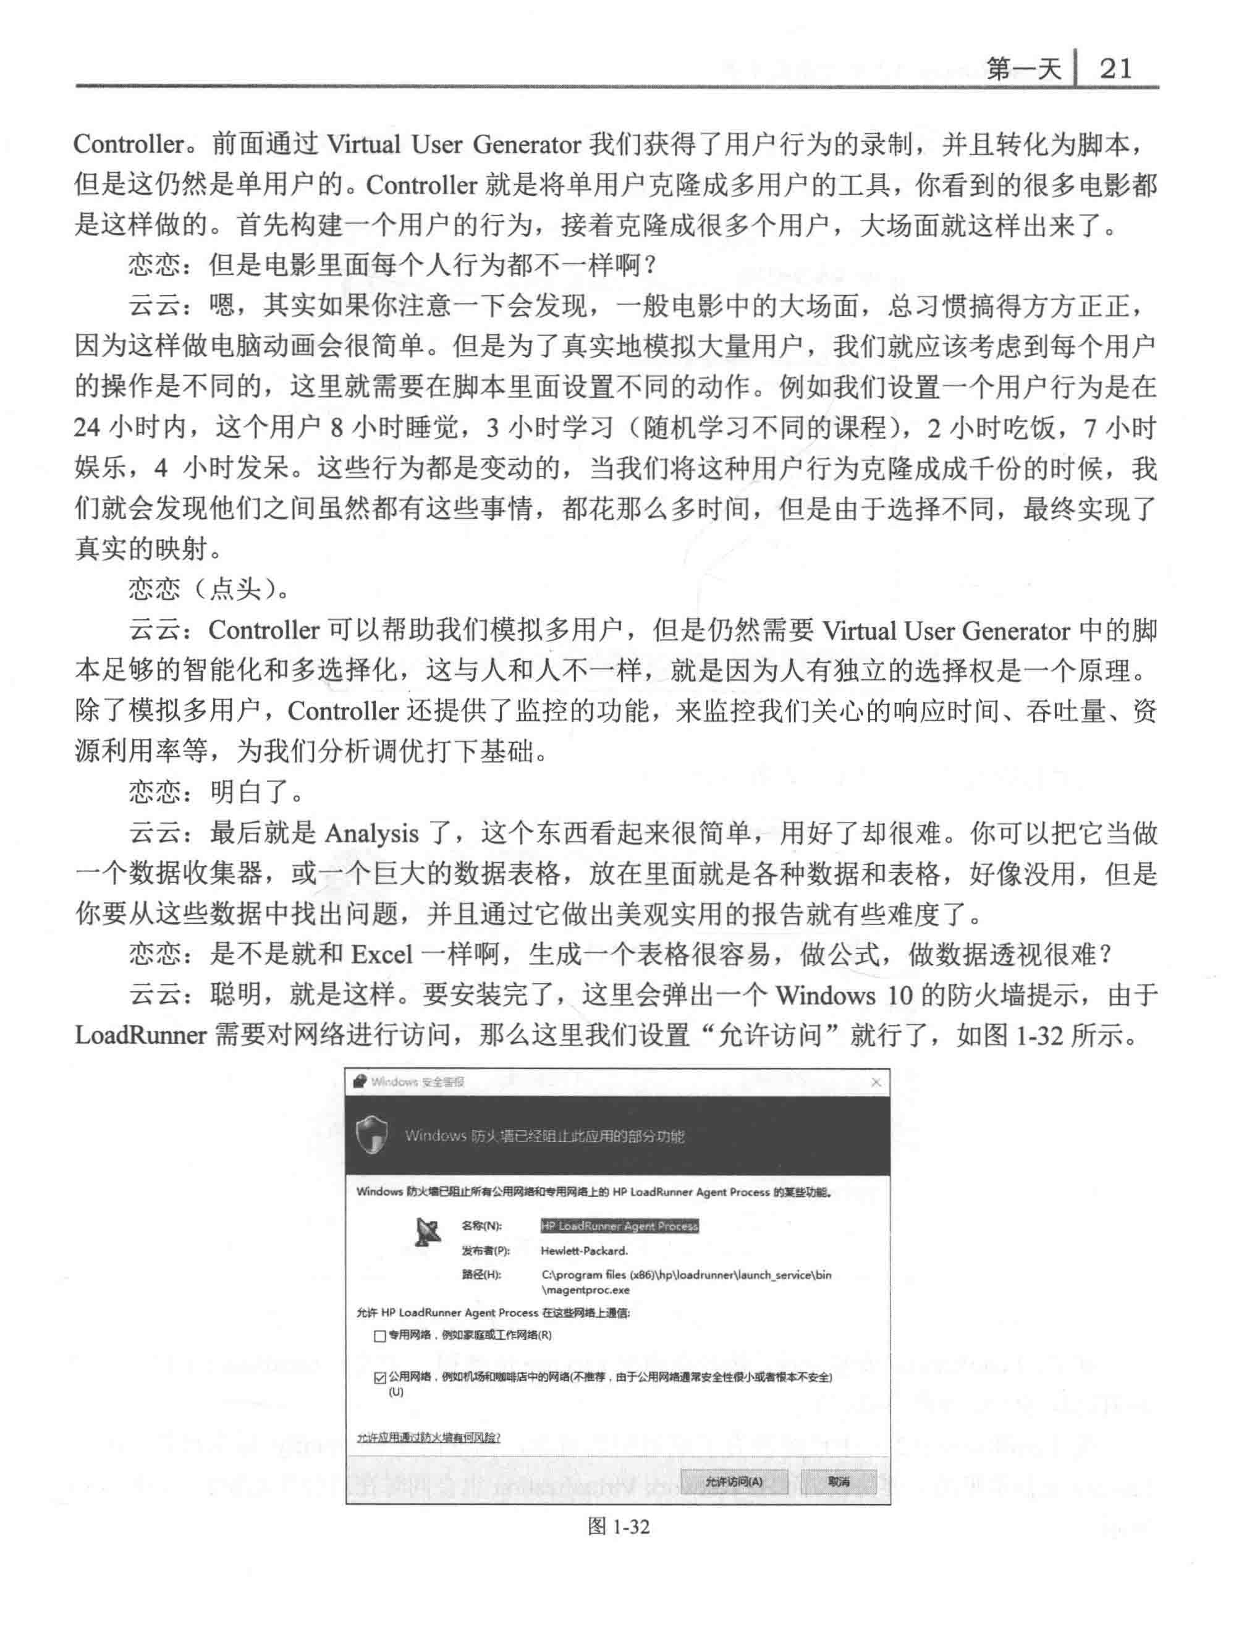 第一天 21
Controller。前面通过 Virtual User Generator 我们获得了用户行为的录制，并且转化为脚本，
但是这仍然是单用户的。Controller 就是将单用户克隆成多用户的工具，你看到的很多电影都
是这样做的。首先构建一个用户的行为，接着克隆成很多个用户，大场面就这样出来了。
恋恋：但是电影里面每个人行为都不一样啊？
云云：嗯，其实如果你注意一下会发现，一般电影中的大场面，总习惯搞得方方正正，
因为这样做电脑动画会很简单。但是为了真实地模拟大量用户，我们就应该考虑到每个用户
的操作是不同的，这里就需要在脚本里面设置不同的动作。例如我们设置一个用户行为是在
24 小时内，这个用户 8 小时睡觉，3 小时学习（随机学习不同的课程），2 小时吃饭，7 小时
娱乐，4 小时发呆。这些行为都是变动的，当我们将这种用户行为克隆成成千份的时候，我
们就会发现他们之间虽然都有这些事情，都花那么多时间，但是由于选择不同，最终实现了
真实的映射。
恋恋（点头）。
云云：Controller 可以帮助我们模拟多用户，但是仍然需要 Virtual User Generator 中的脚
本足够的智能化和多选择化，这与人和人不一样，就是因为人有独立的选择权是一个原理。
除了模拟多用户，Controller 还提供了监控的功能，来监控我们关心的响应时间、吞吐量、资
源利用率等，为我们分析调优打下基础。
恋恋：明白了。
云云：最后就是 Analysis 了，这个东西看起来很简单，用好了却很难。你可以把它当做
一个数据收集器，或一个巨大的数据表格，放在里面就是各种数据和表格，好像没用，但是
你要从这些数据中找出问题，并且通过它做出美观实用的报告就有些难度了。
恋恋：是不是就和 Excel 一样啊，生成一个表格很容易，做公式，做数据透视很难？
云云：聪明，就是这样。要安装完了，这里会弹出一个 Windows 10 的防火墙提示，由于
LoadRunner 需要对网络进行访问，那么这里我们设置“允许访问”就行了，如图 1-32 所示。
Windows 安全警报
Windows 防火墙已经阻止此应用的部分功能
Windows 防火墙已阻止所有公用网络和专用网络上的 HP LoadRunner Agent Process 的某些功能。
名称(N): HP LoadRunner Agent Process
发布者(P): Hewlett-Packard.
路径(H): C:\program files (x86)\hp\loadrunner\launch_service\bin
\magentproc.exe
允许 HP LoadRunner Agent Process 在这些网络上通信:
专用网络，例如家庭或工作网络(R)
公用网络，例如机场和咖啡店中的网络(不推荐，由于公用网络通常安全性很小或者根本不安全)
(U)
允许应用通过防火墙有何风险?
允许访问(A) 取消
图 1-32